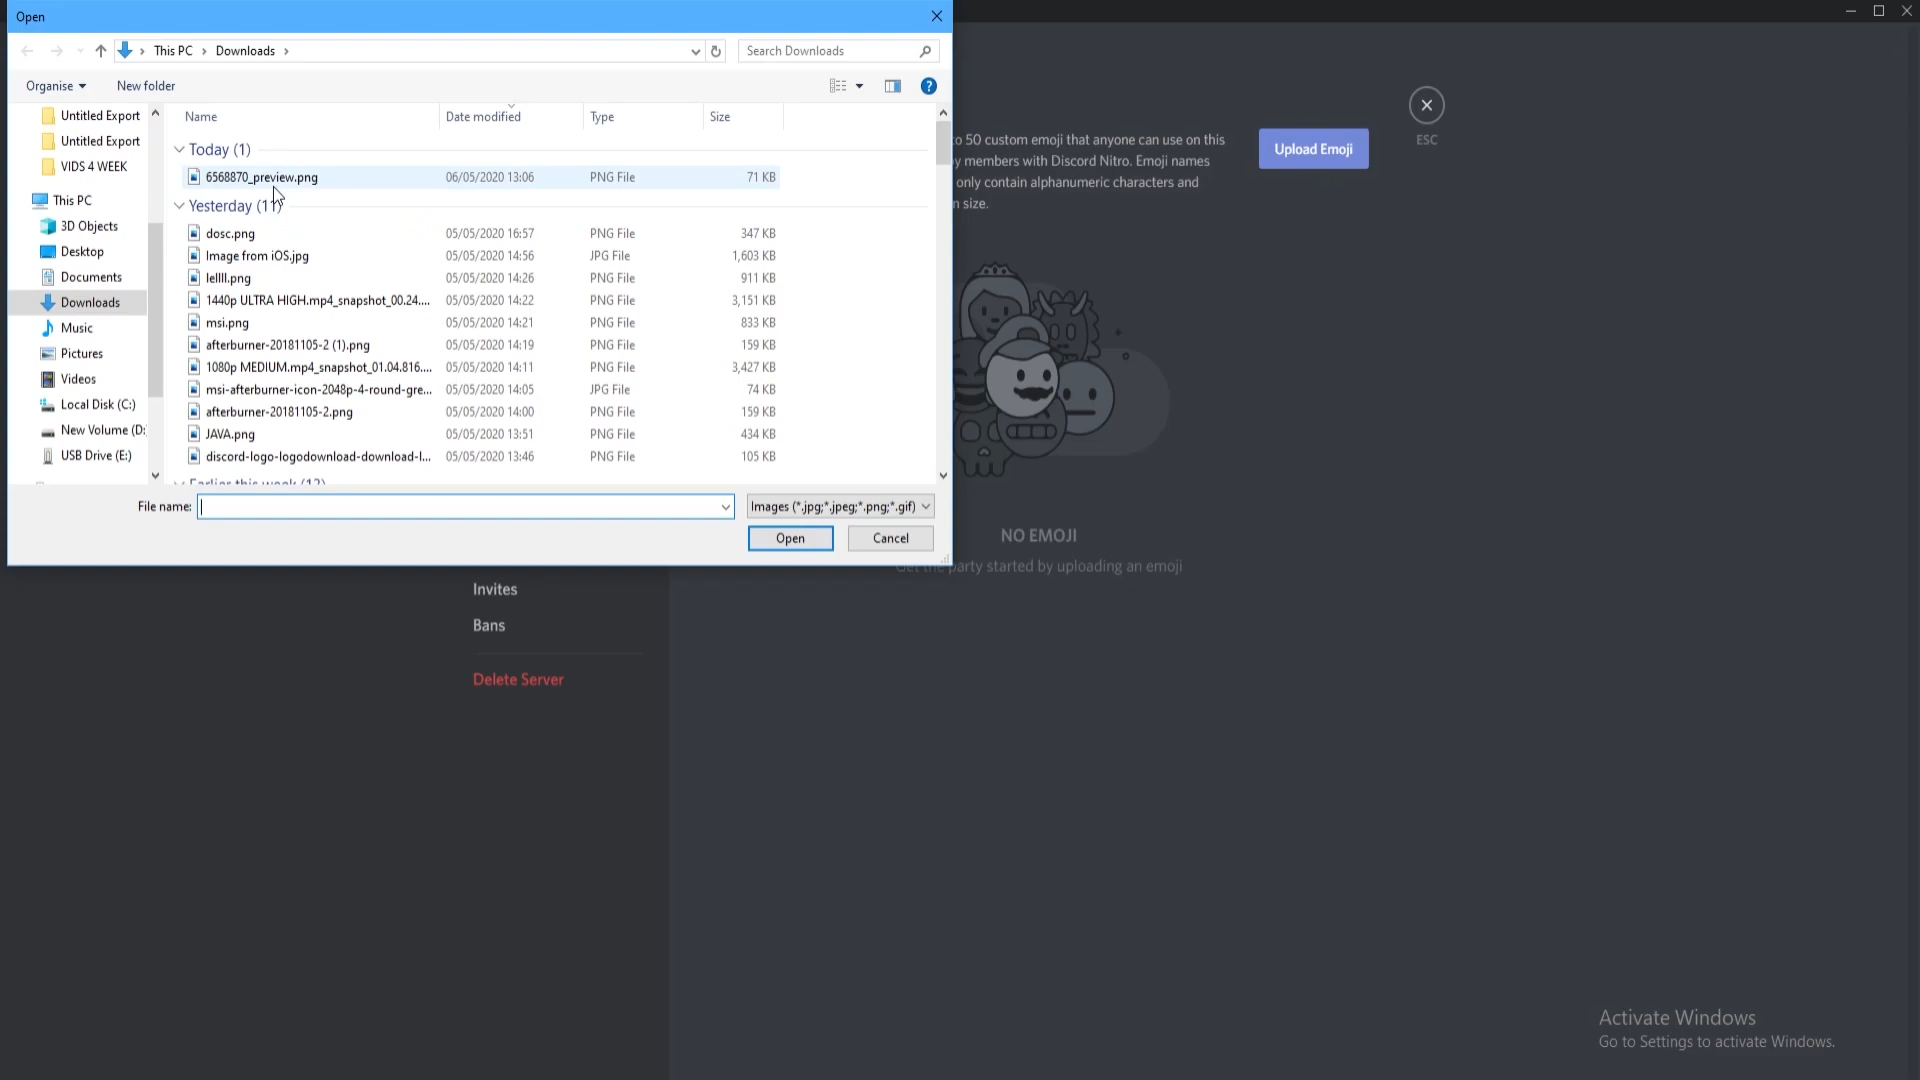 Open
This PC
Downloads
Search Downloads
Organise
New folder
Untitled Export
Untitled Export
VIDS 4 WEEK
This PC
3D Objects
Desktop
Documents
Downloads
Music
Pictures
Videos
Local Disk (C:)
New Volume (D:
USB Drive (E:)
Name Date modified Type Size
Today (1)
6568870_preview.png 06/05/2020 13:06 PNG File 71 KB
Yesterday (11)
dosc.png 05/05/2020 16:57 PNG File 347 KB
Image from iOS.jpg 05/05/2020 14:56 JPG File 1,603 KB
05/05/2020 14:26 PNG File 911 KB
1440p ULTRA HIGH.mp4_snapshot_00.24.... 05/05/2020 14:22 PNG File 3,151 KB
msi.png 05/05/2020 14:21 PNG File 833 KB
afterburner-20181105-2 (1).png 05/05/2020 14:19 PNG File 159 KB
1080p MEDIUM.mp4_snapshot_01.04.816.... 05/05/2020 14:11 PNG File 3,427 KB
msi-afterburner-icon-2048p-4-round-gre... 05/05/2020 14:05 JPG File 74 KB
afterburner-20181105-2.png 05/05/2020 14:00 PNG File 159 KB
JAVA.png 05/05/2020 13:51 PNG File 434 KB
discord-logo-logodownload-download-l... 05/05/2020 13:46 PNG File 105 KB
Earlier this week (12)
File name:
Images (*.jpg;*.jpeg;*.png;*.gif)
Open
Cancel
to 50 custom emoji that anyone can use on this
y members with Discord Nitro. Emoji names
only contain alphanumeric characters and
n size.
Upload Emoji
ESC
NO EMOJI
Get the party started by uploading an emoji
Invites
Bans
Delete Server
Activate Windows
Go to Settings to activate Windows.